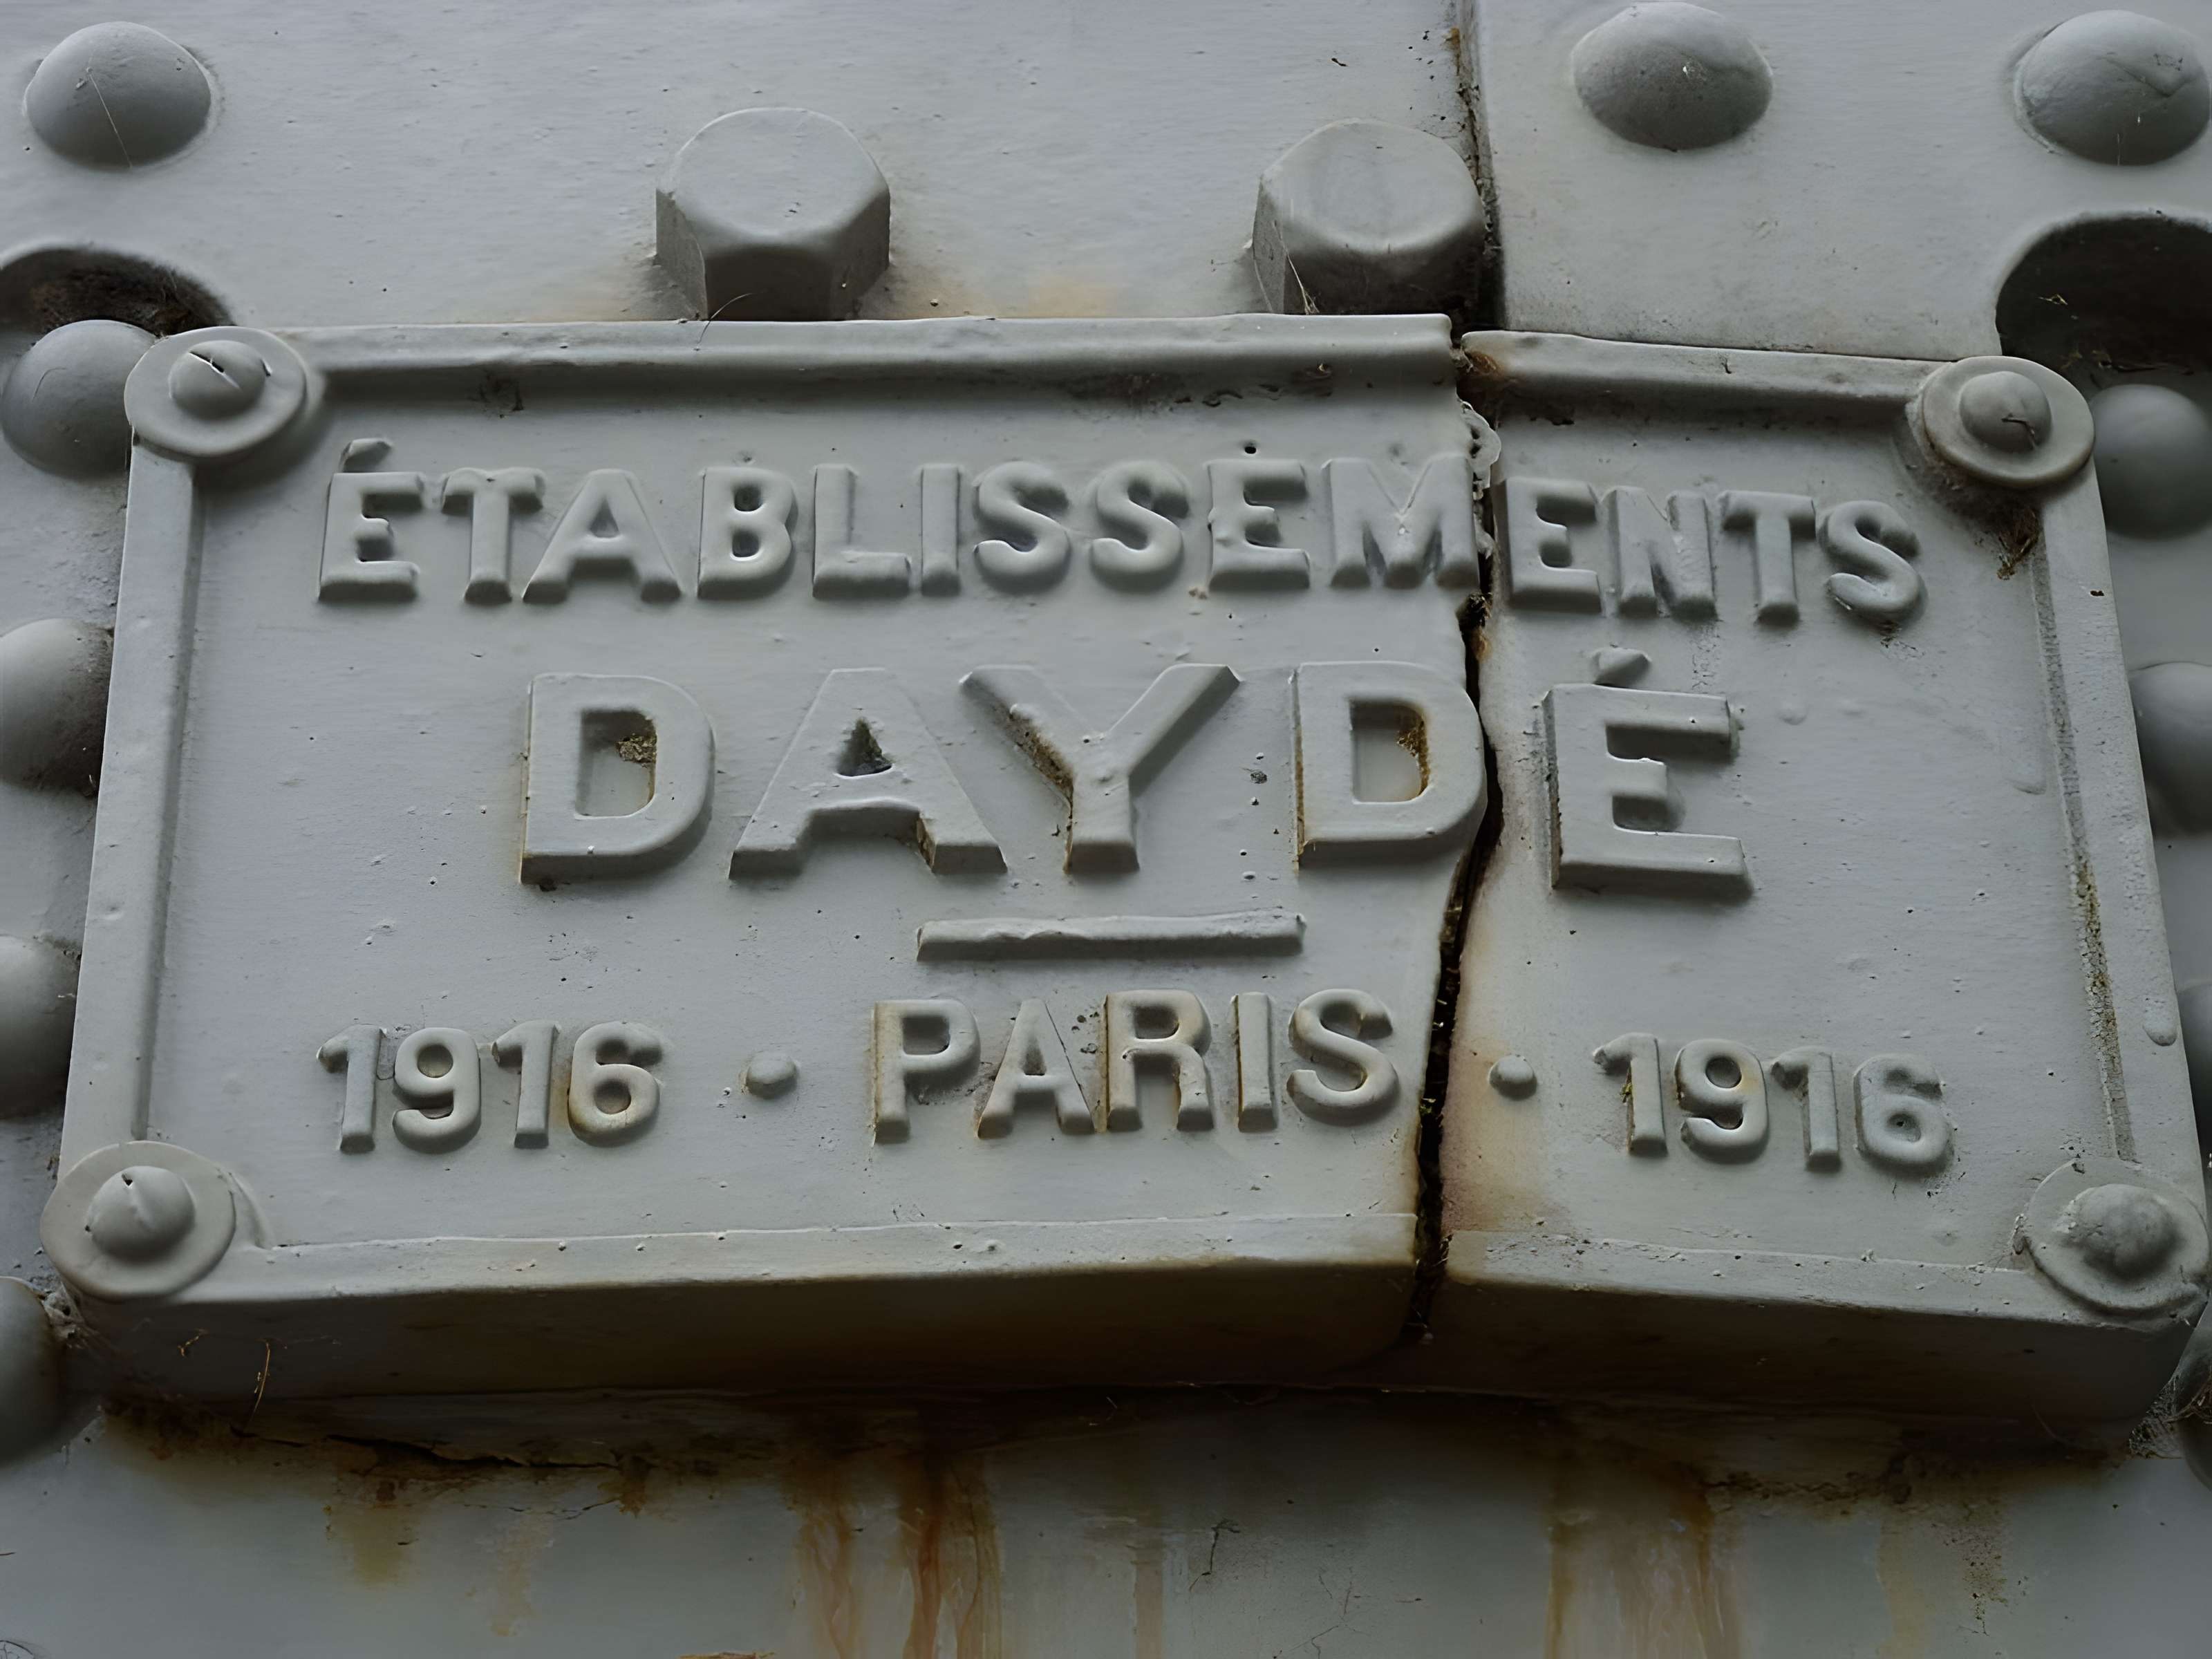 ÉTABLISSEMENTS
DAYDÉ
1916 · PARIS · 1916